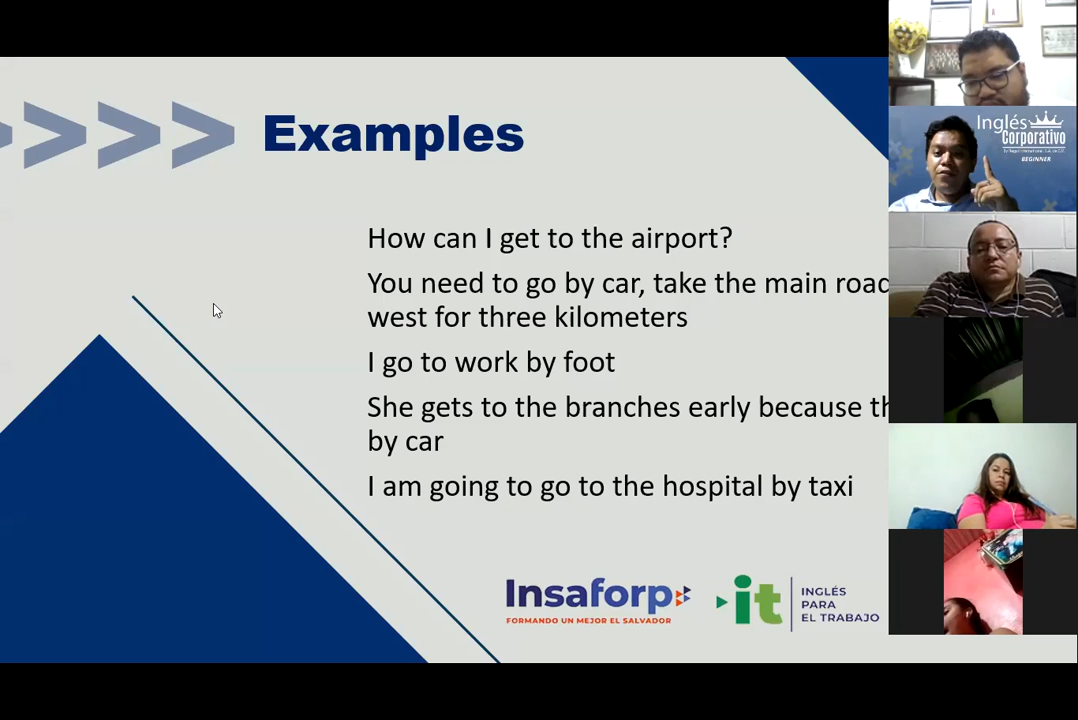 Examples
How can I get to the airport?
You need to go by car, take the main road
west for three kilometers
I go to work by foot
She gets to the branches early because
by car
I am going to go to the hospital by taxi
Insaforp
FORMANDO UN MEJOR EL SALVADOR
it
INGLÉS
PARA
EL TRABAJO
Inglés
Corporativo
BEGINNER